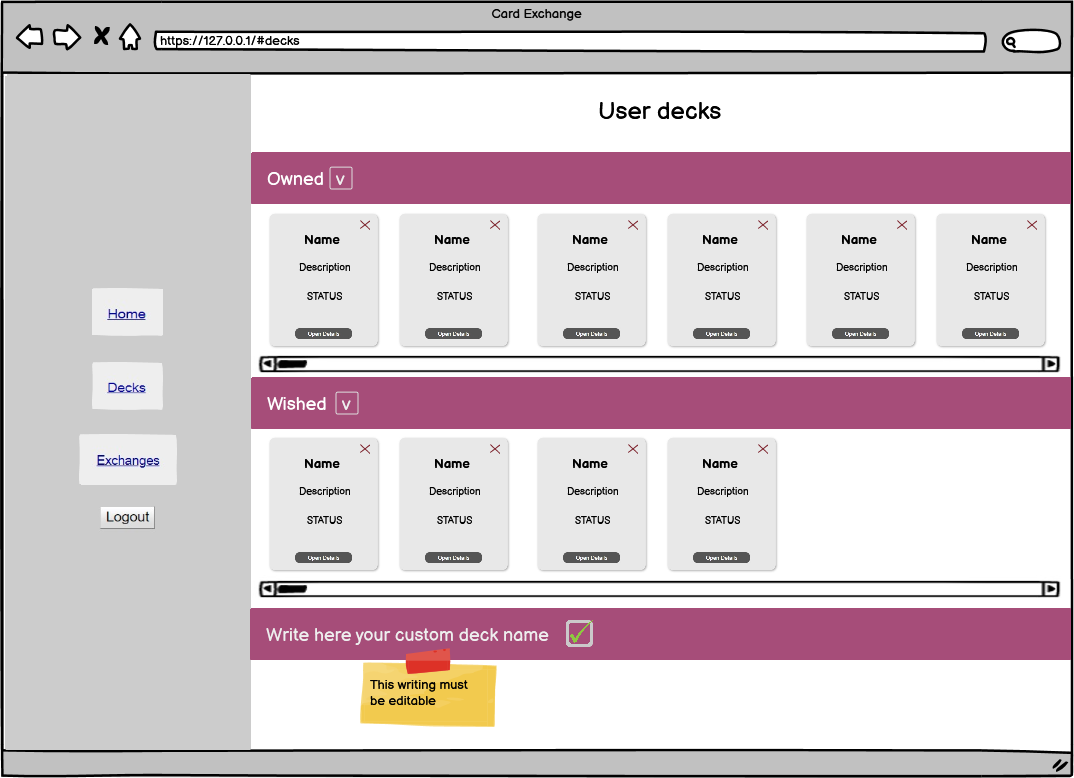 Card Exchange
https://127.0.0.1/#decks
User decks
Owned v
Name Name Name Name Name Name
Description Description Description Description Description Description
STATUS STATUS STATUS STATUS STATUS STATUS
Open Details Open Details Open Details Open Details Open Details Open Details
Wished v
Name Name Name Name
Description Description Description Description
STATUS STATUS STATUS STATUS
Open Details Open Details Open Details Open Details
Write here your custom deck name
This writing must
be editable
Home
Decks
Exchanges
Logout